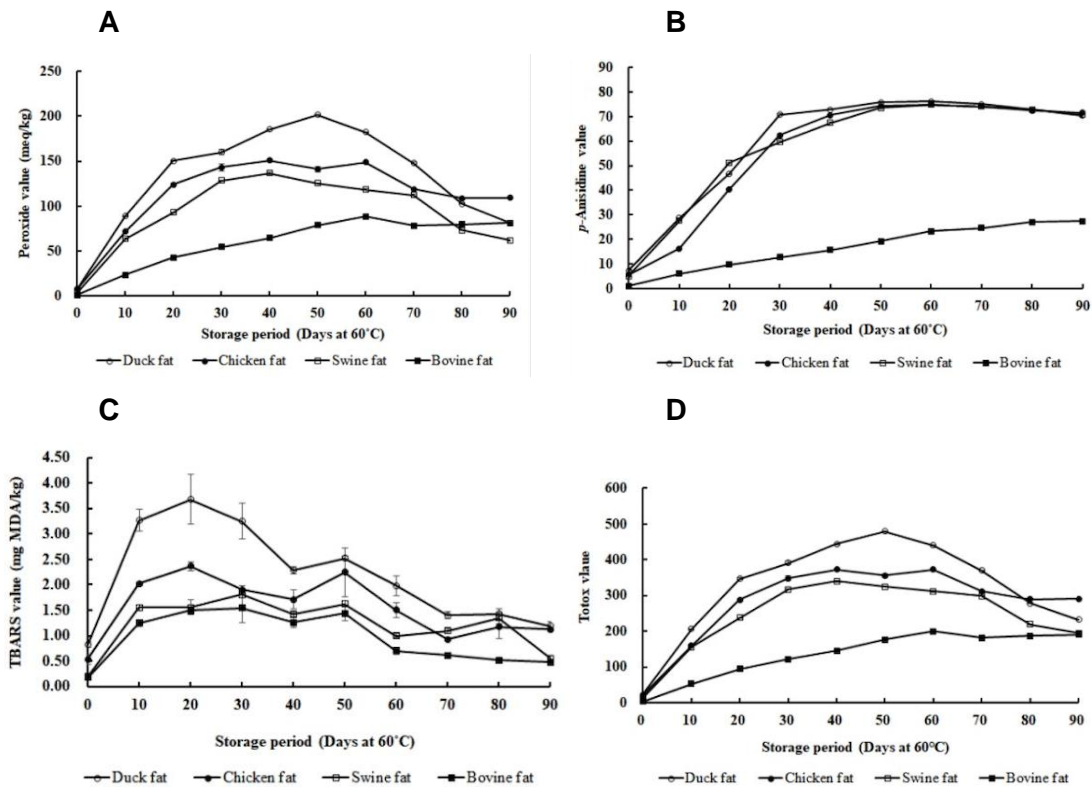 A
250
200
150
100
50
0
Peroxide value (meq/kg)
0 10 20 30 40 50 60 70 80 90
Storage period (Days at 60˚C)
Duck fat Chicken fat Swine fat Bovine fat
B
90
80
70
60
50
40
30
20
10
0
p-Anisidine value
0 10 20 30 40 50 60 70 80 90
Storage period (Days at 60˚C)
Duck fat Chicken fat Swine fat Bovine fat
C
4.50
4.00
3.50
3.00
2.50
2.00
1.50
1.00
0.50
0.00
TBARS value (mg MDA/kg)
0 10 20 30 40 50 60 70 80 90
Storage period (Days at 60˚C)
Duck fat Chicken fat Swine fat Bovine fat
D
600
500
400
300
200
100
0
Totox vlaue
0 10 20 30 40 50 60 70 80 90
Storage period (Days at 60°C)
Duck fat Chicken fat Swine fat Bovine fat